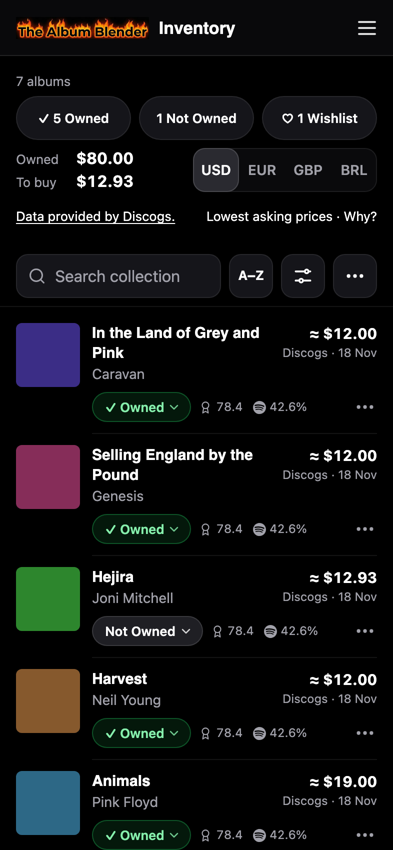 The Album Blender Inventory
7 albums
✓ 5 Owned
1 Not Owned
♡ 1 Wishlist
Owned $80.00
To buy $12.93
USD EUR GBP BRL
Data provided by Discogs.
Lowest asking prices · Why?
Search collection
A–Z
In the Land of Grey and
Pink
≈ $12.00
Discogs · 18 Nov
Caravan
✓ Owned
78.4
42.6%
Selling England by the
Pound
≈ $12.00
Discogs · 18 Nov
Genesis
✓ Owned
78.4
42.6%
Hejira
≈ $12.93
Joni Mitchell
Discogs · 18 Nov
Not Owned
78.4
42.6%
Harvest
≈ $12.00
Neil Young
Discogs · 18 Nov
✓ Owned
78.4
42.6%
Animals
≈ $19.00
Pink Floyd
Discogs · 18 Nov
✓ Owned
78.4
42.6%